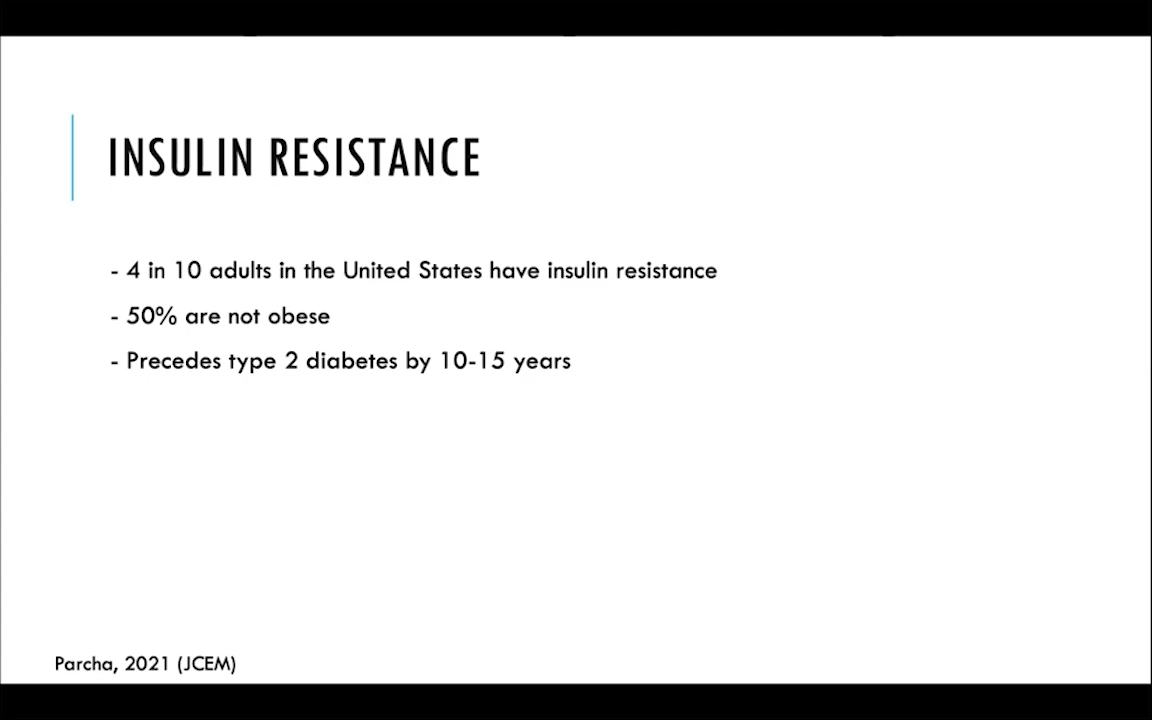 INSULIN RESISTANCE
- 4 in 10 adults in the United States have insulin resistance
- 50% are not obese
- Precedes type 2 diabetes by 10-15 years
Parcha, 2021 (JCEM)